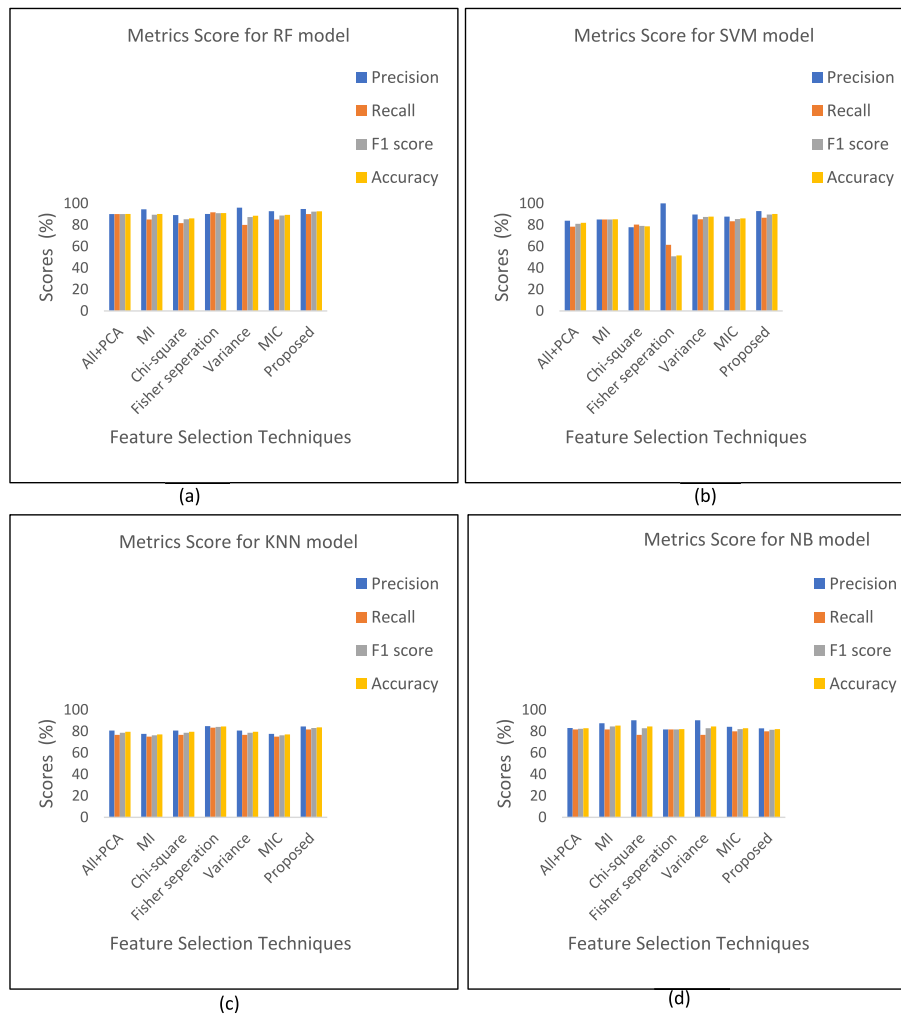 Metrics Score for RF model
Precision
Recall
F1 score
Accuracy
100
80
60
40
20
0
Scores (%)
All+PCA
MI
Chi-square
Fisher seperation
Variance
MIC
Proposed
Feature Selection Techniques
(a)
Metrics Score for SVM model
Precision
Recall
F1 score
Accuracy
100
80
60
40
20
0
Scores (%)
All+PCA
MI
Chi-square
Fisher seperation
Variance
MIC
Proposed
Feature Selection Techniques
(b)
Metrics Score for KNN model
Precision
Recall
F1 score
Accuracy
100
80
60
40
20
0
Scores (%)
All+PCA
MI
Chi-square
Fisher seperation
Variance
MIC
Proposed
Feature Selection Techniques
(c)
Metrics Score for NB model
Precision
Recall
F1 score
Accuracy
100
80
60
40
20
0
Scores (%)
All+PCA
MI
Chi-square
Fisher seperation
Variance
MIC
Proposed
Feature Selection Techniques
(d)